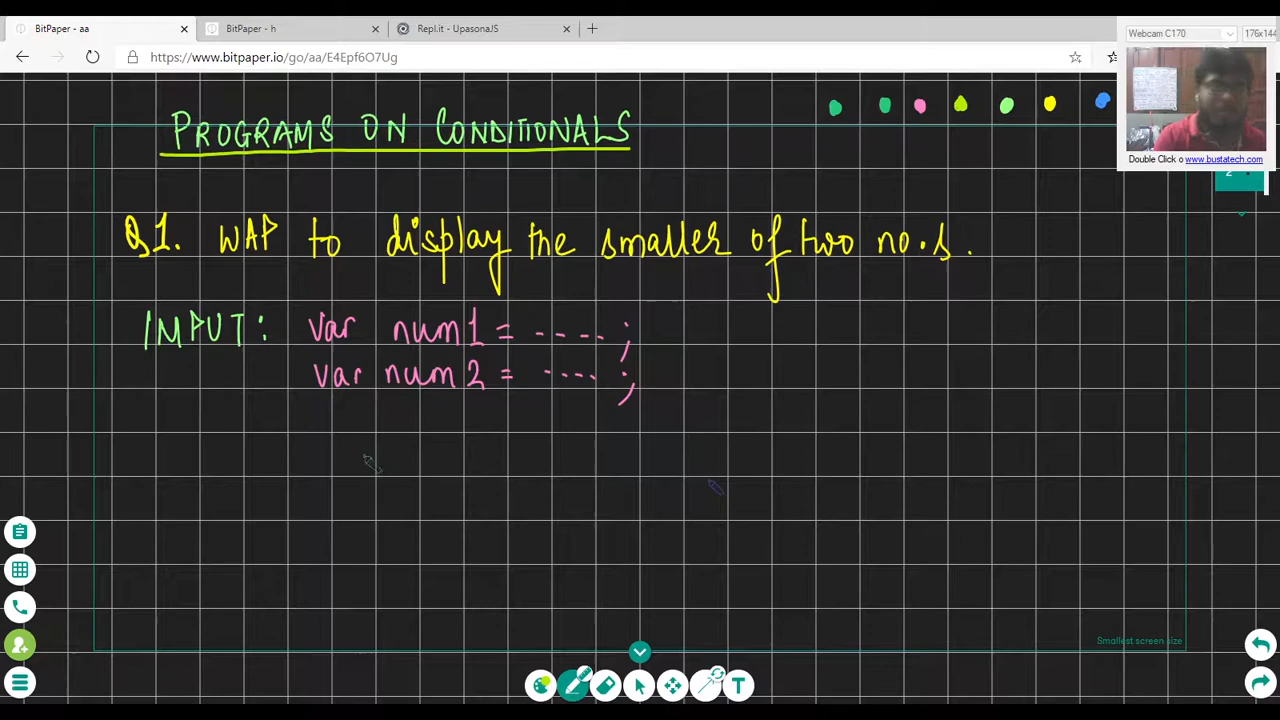 BitPaper - aa
BitPaper - h
Repl.it - UpasonaJS
https://www.bitpaper.io/go/aa/E4Epf6O7Ug
Webcam C170
176x144
Double Click o www.bustatech.com
2
PROGRAMS ON CONDITIONALS
Q1. WAP to display the smaller of two no.s.
INPUT: var num1 = ----;
var num2 = ----;
Smallest screen size
T